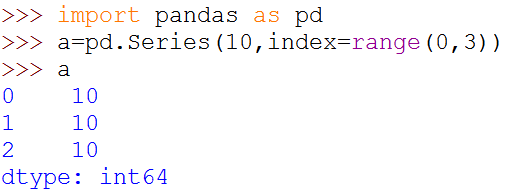 >>> import pandas as pd
>>> a=pd.Series(10,index=range(0,3))
>>> a
0    10
1    10
2    10
dtype: int64